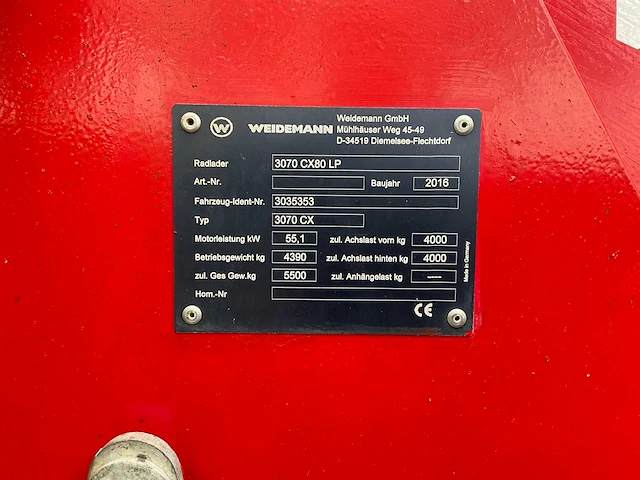 W WEIDEMANN
Weidemann GmbH
Mühlhäuser Weg 45-49
D-34519 Diemelsee-Flechtdorf
Radlader 3070 CX80 LP
Art.-Nr. Baujahr 2016
Fahrzeug-Ident-Nr. 3035353
Typ 3070 CX
Motorleistung kW 55,1 zul. Achslast vorn kg 4000
Betriebsgewicht kg 4390 zul. Achslast hinten kg 4000
zul. Ges Gew.kg 5500 zul. Anhängelast kg ----
Hom.-Nr
CE
Made in Germany